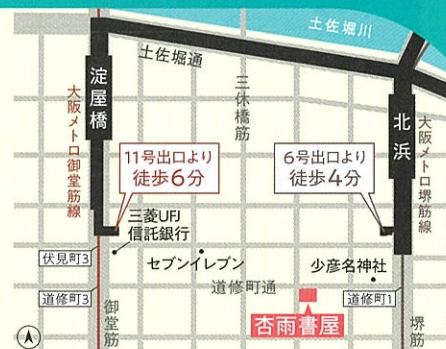 土佐堀川
土佐堀通
淀屋橋
三休橋筋
北浜
大阪メトロ御堂筋線
大阪メトロ堺筋線
11号出口より
徒歩6分
6号出口より
徒歩4分
三菱UFJ
信託銀行
伏見町3
セブンイレブン
少彦名神社
道修町3
道修町通
道修町1
御堂筋
杏雨書屋
堺筋